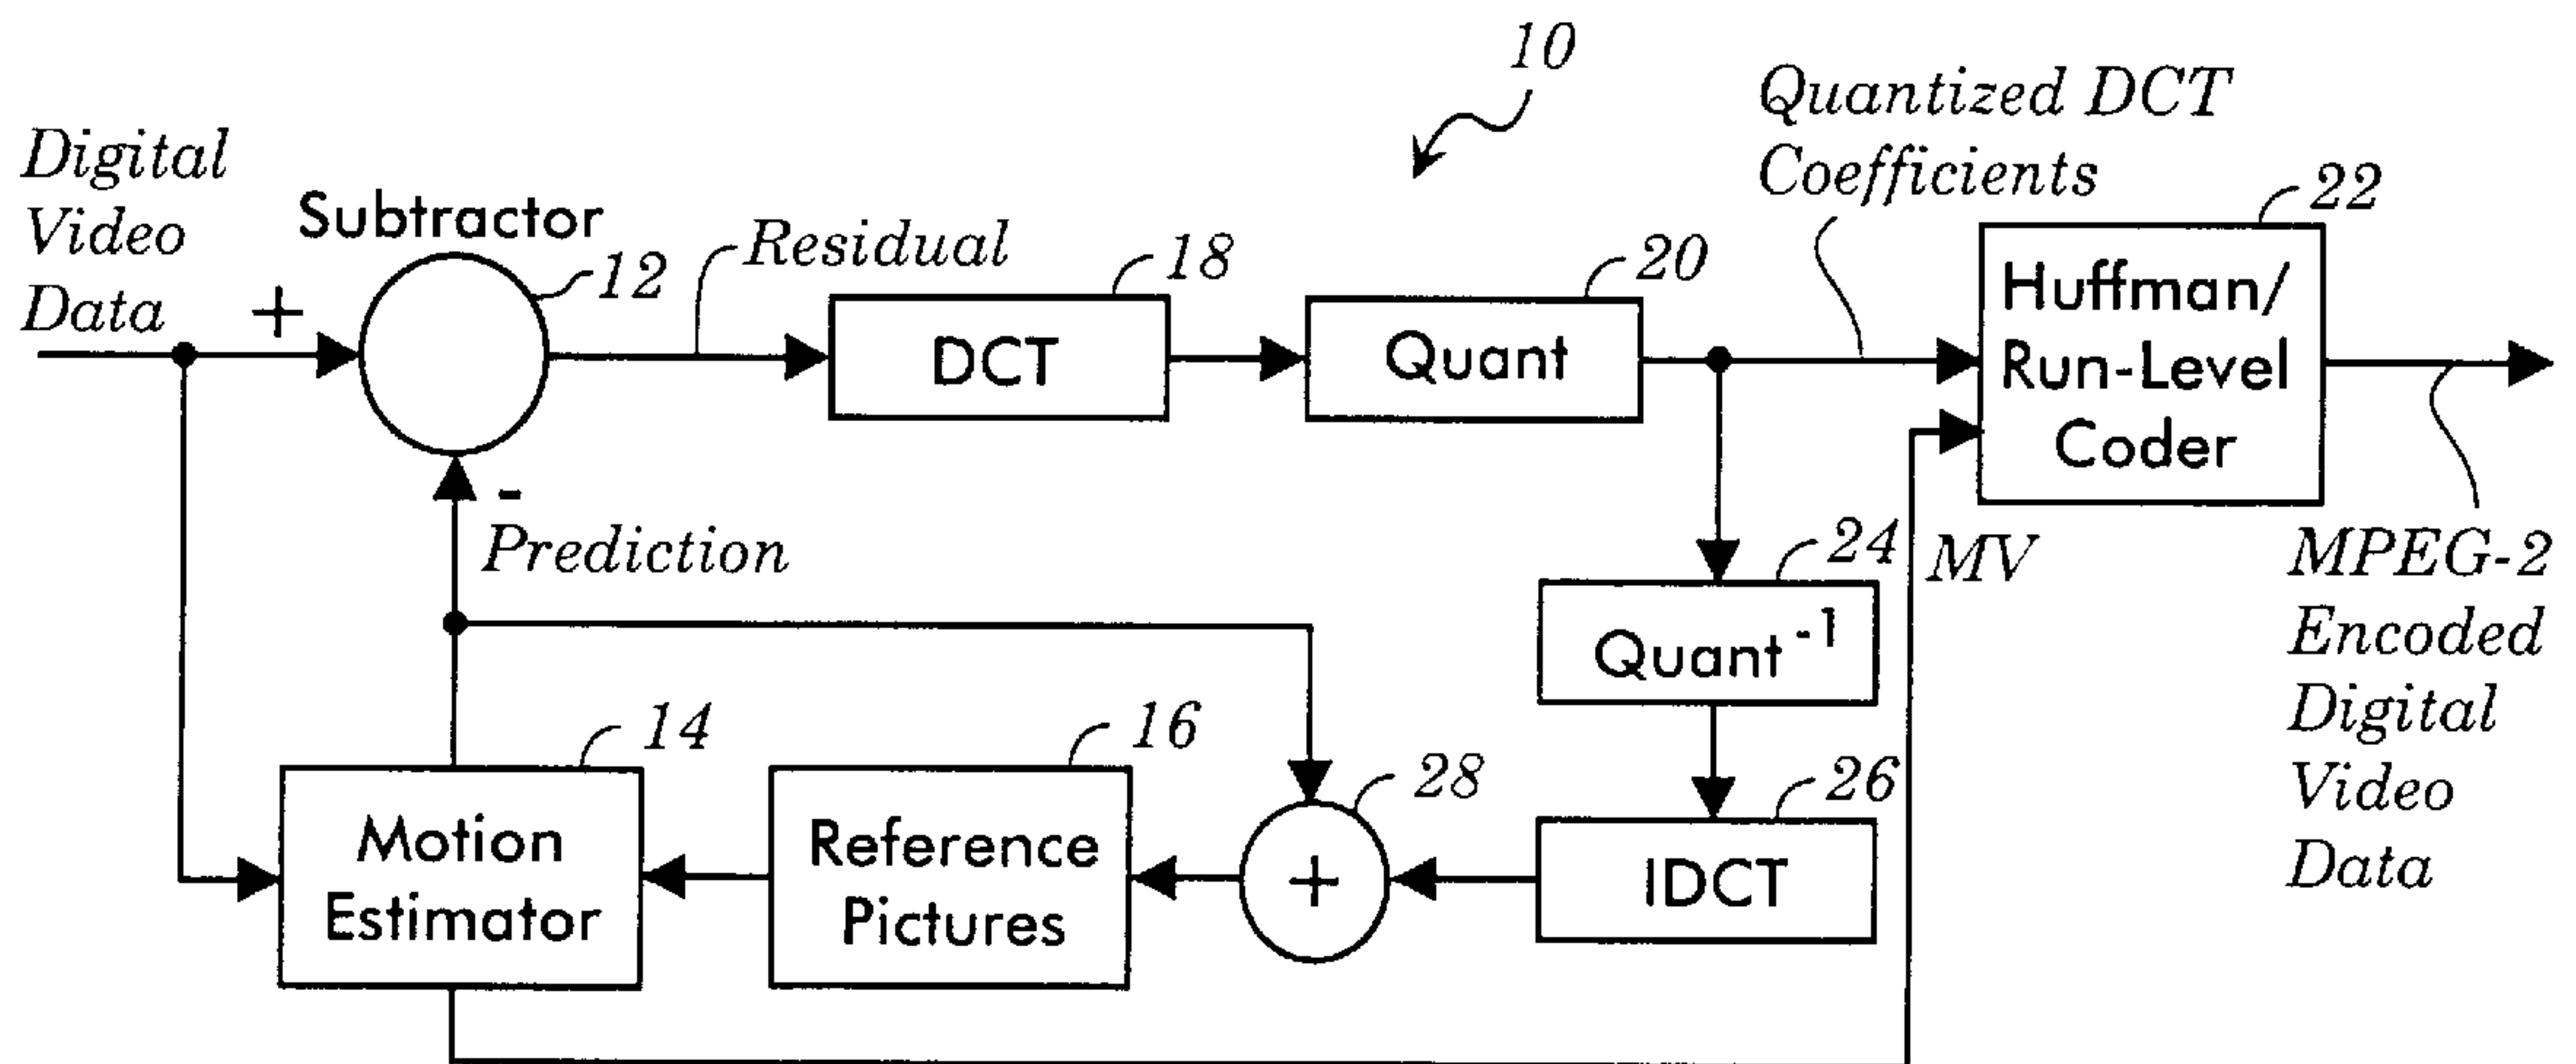 10
Quantized DCT
Coefficients
Digital
Video
Data
Subtractor
12
+
Residual
18
DCT
20
Quant
22
Huffman/
Run-Level
Coder
-
Prediction
24
Quant-1
MV
MPEG-2
Encoded
Digital
Video
Data
14
Motion
Estimator
16
Reference
Pictures
28
+
26
IDCT